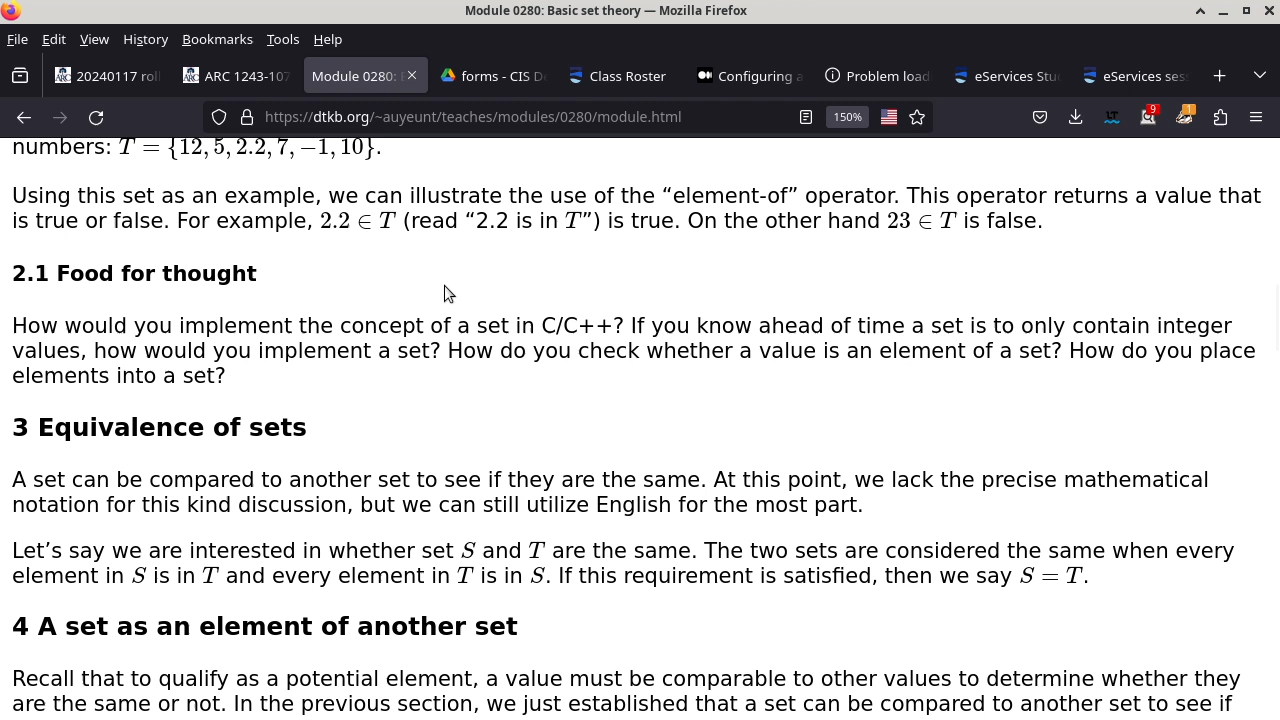 Module 0280: Basic set theory — Mozilla Firefox
File Edit View History Bookmarks Tools Help
20240117 roll ARC 1243-107 Module 0280: B forms - CIS De Class Roster Configuring a Problem load eServices Stu eServices ses
https://dtkb.org/~auyeunt/teaches/modules/0280/module.html 150% 9 1
numbers: T = {12, 5, 2.2, 7, −1, 10}.
Using this set as an example, we can illustrate the use of the “element-of” operator. This operator returns a value that
is true or false. For example, 2.2 ∈ T (read “2.2 is in T”) is true. On the other hand 23 ∈ T is false.
2.1 Food for thought
How would you implement the concept of a set in C/C++? If you know ahead of time a set is to only contain integer
values, how would you implement a set? How do you check whether a value is an element of a set? How do you place
elements into a set?
3 Equivalence of sets
A set can be compared to another set to see if they are the same. At this point, we lack the precise mathematical
notation for this kind discussion, but we can still utilize English for the most part.
Let’s say we are interested in whether set S and T are the same. The two sets are considered the same when every
element in S is in T and every element in T is in S. If this requirement is satisfied, then we say S = T.
4 A set as an element of another set
Recall that to qualify as a potential element, a value must be comparable to other values to determine whether they
are the same or not. In the previous section, we just established that a set can be compared to another set to see if